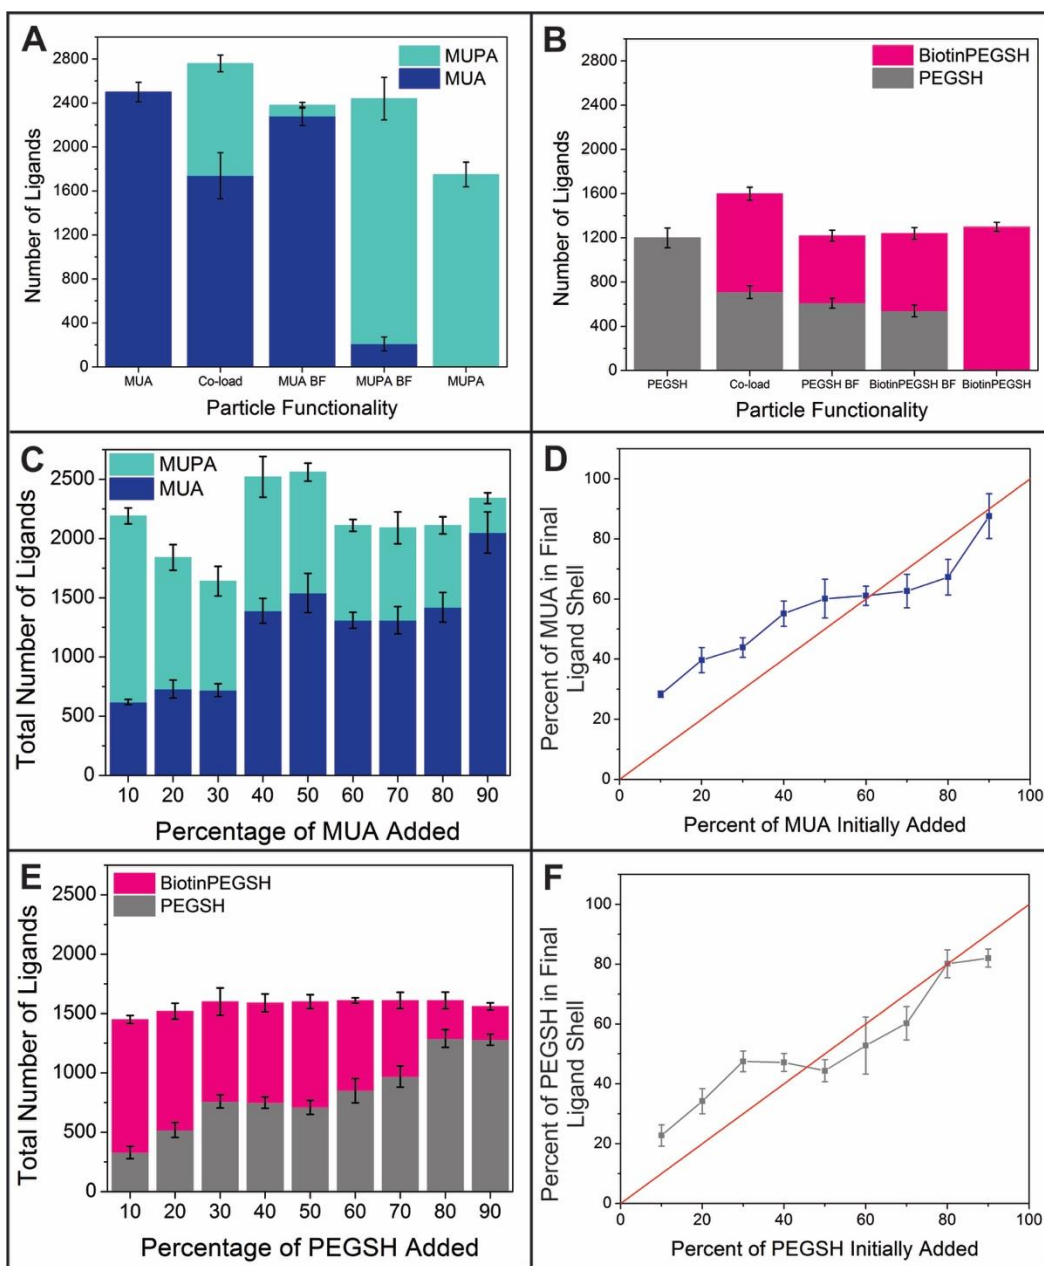 A
MUPA
MUA
2800
2400
2000
1600
1200
800
400
0
Number of Ligands
MUA Co-load MUA BF MUPA BF MUPA
Particle Functionality
B
BiotinPEGSH
PEGSH
2800
2400
2000
1600
1200
800
400
0
Number of Ligands
PEGSH Co-load PEGSH BF BiotinPEGSH BF BiotinPEGSH
Particle Functionality
C
MUPA
MUA
2500
2000
1500
1000
500
0
Total Number of Ligands
10 20 30 40 50 60 70 80 90
Percentage of MUA Added
D
100
80
60
40
20
0
Percent of MUA in Final
Ligand Shell
0 20 40 60 80 100
Percent of MUA Initially Added
E
BiotinPEGSH
PEGSH
2500
2000
1500
1000
500
0
Total Number of Ligands
10 20 30 40 50 60 70 80 90
Percentage of PEGSH Added
F
100
80
60
40
20
0
Percent of PEGSH in Final
Ligand Shell
0 20 40 60 80 100
Percent of PEGSH Initially Added